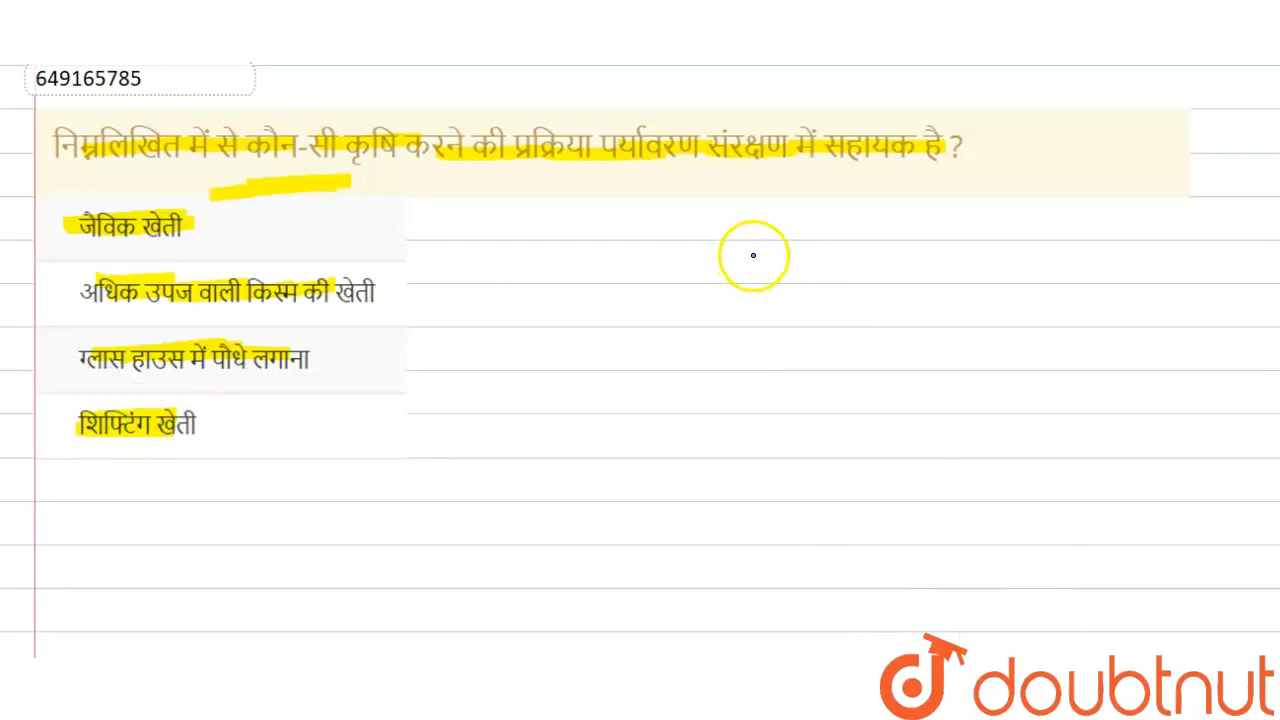 649165785
निम्नलिखित में से कौन-सी कृषि करने की प्रक्रिया पर्यावरण संरक्षण में सहायक है ?
जैविक खेती
अधिक उपज वाली किस्म की खेती
ग्लास हाउस में पौधे लगाना
शिफ्टिंग खेती
doubtnut